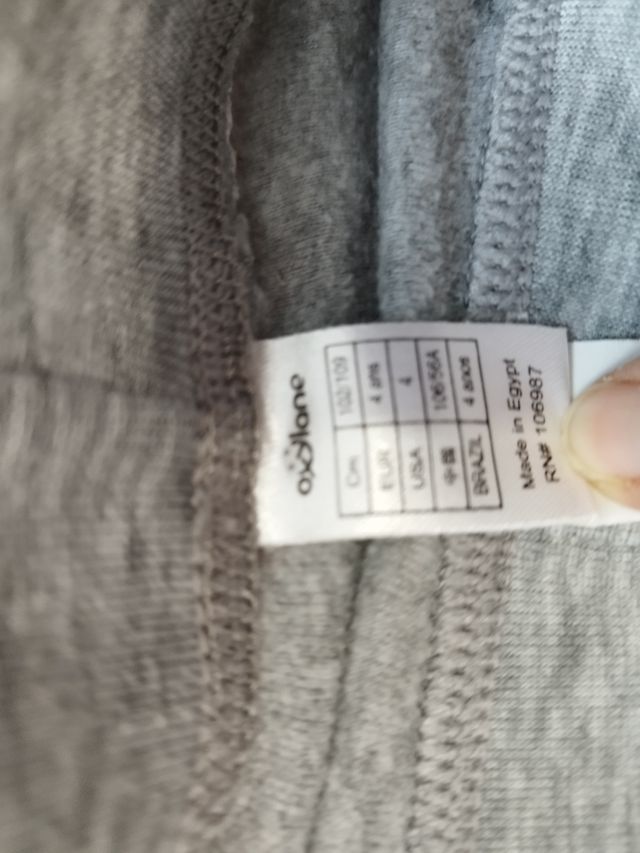 oxylane
Cm 102/109
EUR 4 ans
USA 4
中国 106/56A
BRAZIL 4 anos
Made in Egypt
RN# 106987